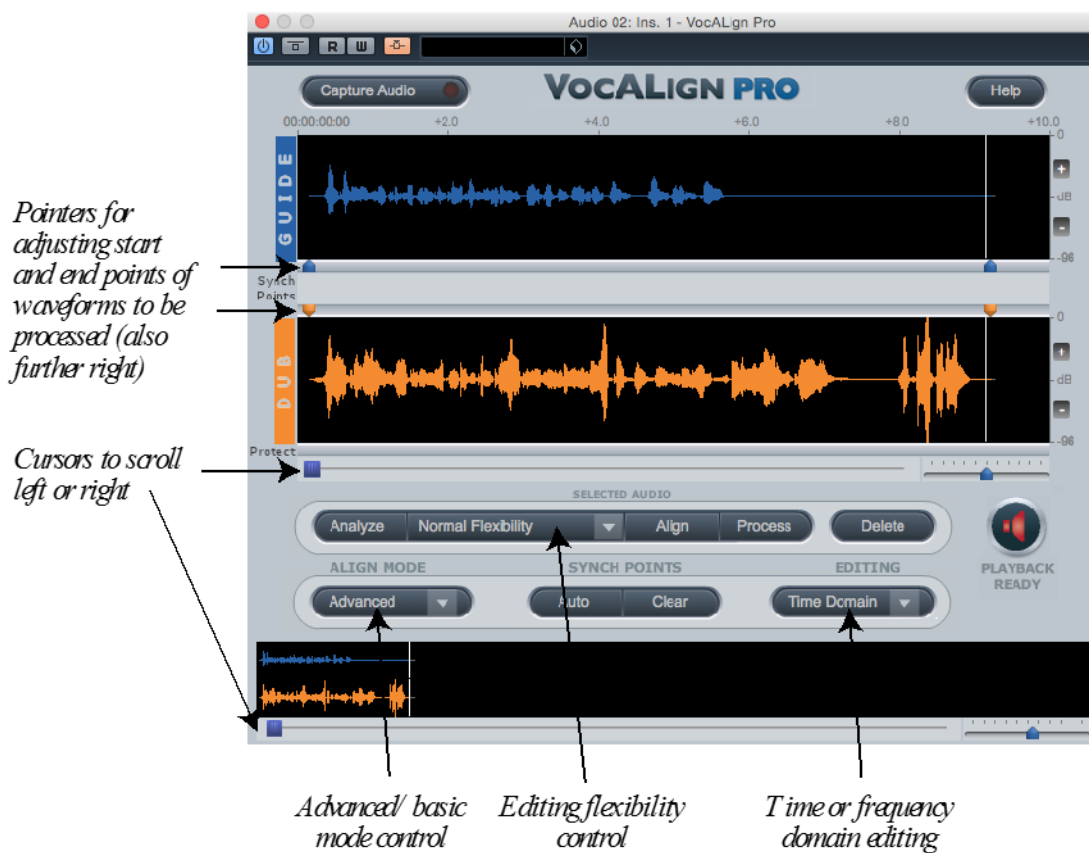 Audio 02: Ins. 1 - VocALign Pro
R W
Capture Audio
VOCALIGN PRO
Help
00:00:00:00 +2.0 +4.0 +6.0 +8.0 +10.0
GUIDE
0
+
dB
-
-96
Pointers for
adjusting start
and end points of
waveforms to be
processed (also
further right)
Synch
Points
DUB
0
+
dB
-
-96
Protect
Cursors to scroll
left or right
SELECTED AUDIO
Analyze Normal Flexibility Align Process Delete
PLAYBACK
READY
ALIGN MODE SYNCH POINTS EDITING
Advanced Auto Clear Time Domain
Advanced/ basic
mode control
Editing flexibility
control
Time or frequency
domain editing